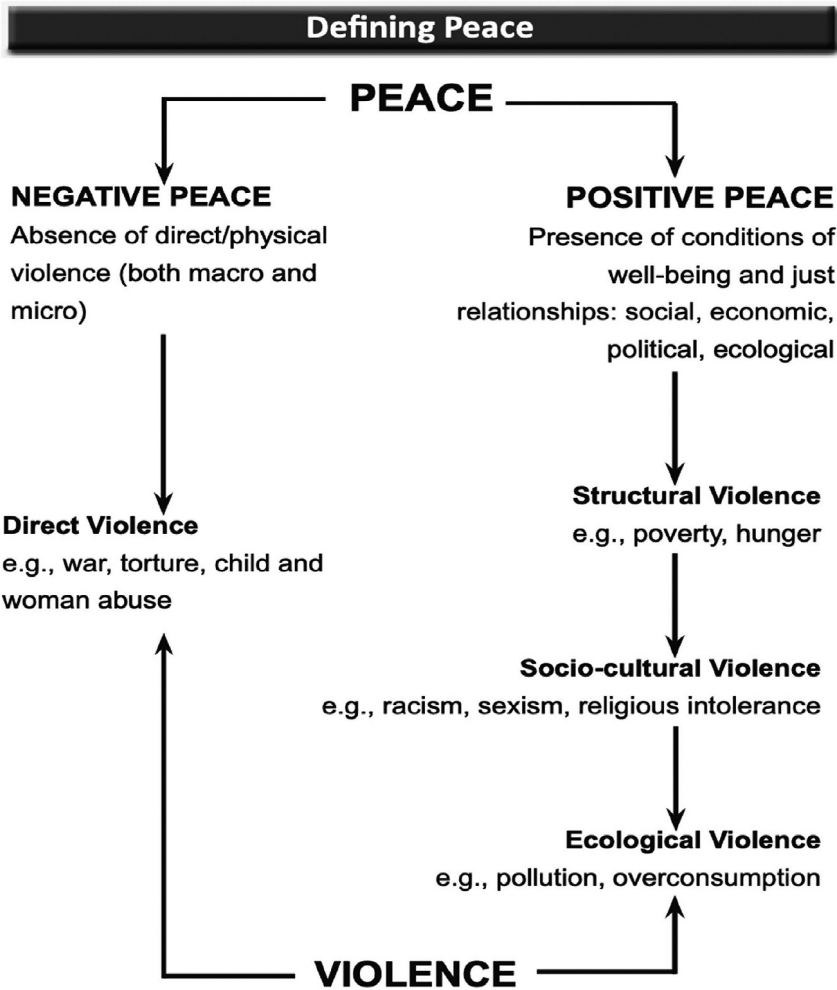 Defining Peace
PEACE
NEGATIVE PEACE
Absence of direct/physical
violence (both macro and
micro)
POSITIVE PEACE
Presence of conditions of
well-being and just
relationships: social, economic,
political, ecological
Direct Violence
e.g., war, torture, child and
woman abuse
Structural Violence
e.g., poverty, hunger
Socio-cultural Violence
e.g., racism, sexism, religious intolerance
Ecological Violence
e.g., pollution, overconsumption
VIOLENCE